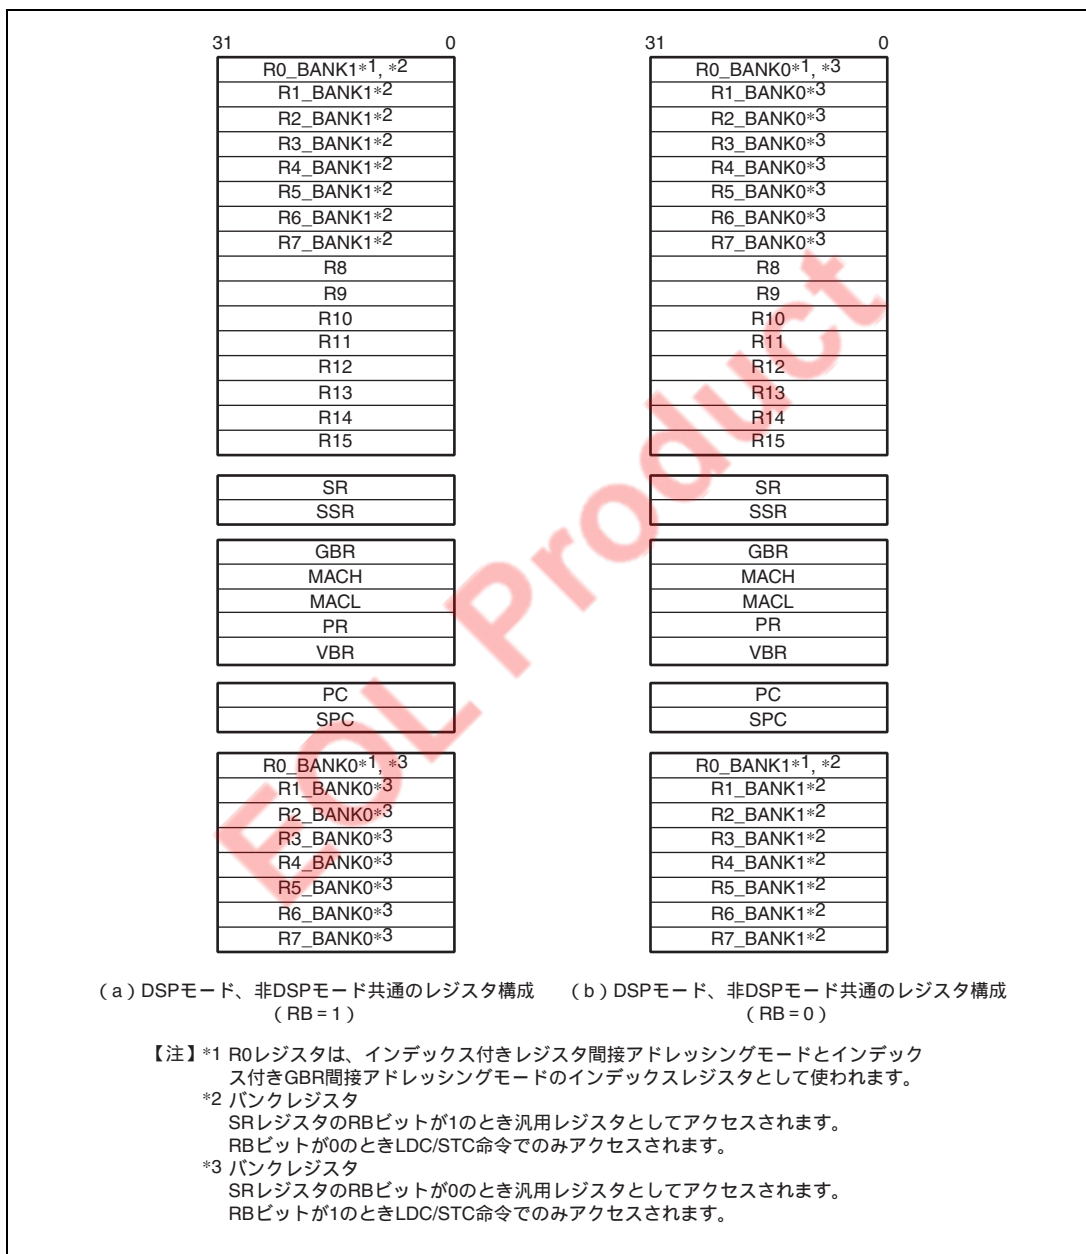 31 0
R0_BANK1*1, *2
R1_BANK1*2
R2_BANK1*2
R3_BANK1*2
R4_BANK1*2
R5_BANK1*2
R6_BANK1*2
R7_BANK1*2
R8
R9
R10
R11
R12
R13
R14
R15
SR
SSR
GBR
MACH
MACL
PR
VBR
PC
SPC
R0_BANK0*1, *3
R1_BANK0*3
R2_BANK0*3
R3_BANK0*3
R4_BANK0*3
R5_BANK0*3
R6_BANK0*3
R7_BANK0*3
(a)DSPモード、非DSPモード共通のレジスタ構成
(RB=1)
31 0
R0_BANK0*1, *3
R1_BANK0*3
R2_BANK0*3
R3_BANK0*3
R4_BANK0*3
R5_BANK0*3
R6_BANK0*3
R7_BANK0*3
R8
R9
R10
R11
R12
R13
R14
R15
SR
SSR
GBR
MACH
MACL
PR
VBR
PC
SPC
R0_BANK1*1, *2
R1_BANK1*2
R2_BANK1*2
R3_BANK1*2
R4_BANK1*2
R5_BANK1*2
R6_BANK1*2
R7_BANK1*2
(b)DSPモード、非DSPモード共通のレジスタ構成
(RB=0)
【注】*1 R0レジスタは、インデックス付きレジスタ間接アドレッシングモードとインデック
ス付きGBR間接アドレッシングモードのインデックスレジスタとして使われます。
*2 バンクレジスタ
SRレジスタのRBビットが1のとき汎用レジスタとしてアクセスされます。
RBビットが0のときLDC/STC命令でのみアクセスされます。
*3 バンクレジスタ
SRレジスタのRBビットが0のとき汎用レジスタとしてアクセスされます。
RBビットが1のときLDC/STC命令でのみアクセスされます。
EOL Product